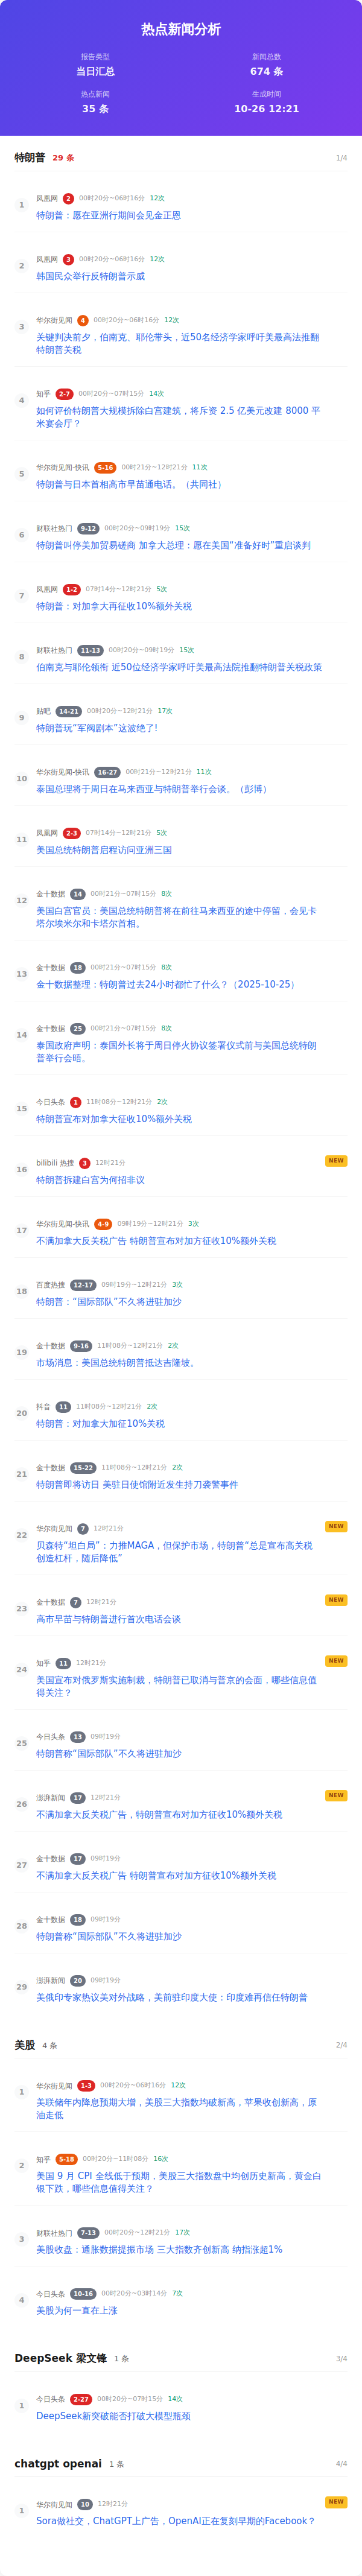 热点新闻分析
报告类型
当日汇总
新闻总数
674 条
热点新闻
35 条
生成时间
10-26 12:21
特朗普 29 条 1/4
1 凤凰网 2 00时20分~06时16分 12次
特朗普：愿在亚洲行期间会见金正恩
2 凤凰网 3 00时20分~06时16分 12次
韩国民众举行反特朗普示威
3 华尔街见闻 4 00时20分~06时16分 12次
关键判决前夕，伯南克、耶伦带头，近50名经济学家呼吁美最高法推翻
特朗普关税
4 知乎 2-7 00时20分~07时15分 14次
如何评价特朗普大规模拆除白宫建筑，将斥资 2.5 亿美元改建 8000 平
米宴会厅？
5 华尔街见闻-快讯 5-16 00时21分~12时21分 11次
特朗普与日本首相高市早苗通电话。（共同社）
6 财联社热门 9-12 00时20分~09时19分 15次
特朗普叫停美加贸易磋商 加拿大总理：愿在美国“准备好时”重启谈判
7 凤凰网 1-2 07时14分~12时21分 5次
特朗普：对加拿大再征收10%额外关税
8 财联社热门 11-13 00时20分~09时19分 15次
伯南克与耶伦领衔 近50位经济学家呼吁美最高法院推翻特朗普关税政策
9 贴吧 14-21 00时20分~12时21分 17次
特朗普玩“军阀剧本”这波绝了!
10 华尔街见闻-快讯 16-27 00时21分~12时21分 11次
泰国总理将于周日在马来西亚与特朗普举行会谈。（彭博）
11 凤凰网 2-3 07时14分~12时21分 5次
美国总统特朗普启程访问亚洲三国
12 金十数据 14 00时21分~07时15分 8次
美国白宫官员：美国总统特朗普将在前往马来西亚的途中停留，会见卡
塔尔埃米尔和卡塔尔首相。
13 金十数据 18 00时21分~07时15分 8次
金十数据整理：特朗普过去24小时都忙了什么？（2025-10-25）
14 金十数据 25 00时21分~07时15分 8次
泰国政府声明：泰国外长将于周日停火协议签署仪式前与美国总统特朗
普举行会晤。
15 今日头条 1 11时08分~12时21分 2次
特朗普宣布对加拿大征收10%额外关税
16 bilibili 热搜 3 12时21分 NEW
特朗普拆建白宫为何招非议
17 华尔街见闻-快讯 4-9 09时19分~12时21分 3次
不满加拿大反关税广告 特朗普宣布对加方征收10%额外关税
18 百度热搜 12-17 09时19分~12时21分 3次
特朗普：“国际部队”不久将进驻加沙
19 金十数据 9-16 11时08分~12时21分 2次
市场消息：美国总统特朗普抵达吉隆坡。
20 抖音 11 11时08分~12时21分 2次
特朗普：对加拿大加征10%关税
21 金十数据 15-22 11时08分~12时21分 2次
特朗普即将访日 美驻日使馆附近发生持刀袭警事件
22 华尔街见闻 7 12时21分 NEW
贝森特“坦白局”：力推MAGA，但保护市场，特朗普“总是宣布高关税
创造杠杆，随后降低”
23 金十数据 7 12时21分 NEW
高市早苗与特朗普进行首次电话会谈
24 知乎 11 12时21分 NEW
美国宣布对俄罗斯实施制裁，特朗普已取消与普京的会面，哪些信息值
得关注？
25 今日头条 13 09时19分
特朗普称“国际部队”不久将进驻加沙
26 澎湃新闻 17 12时21分 NEW
不满加拿大反关税广告，特朗普宣布对加方征收10%额外关税
27 金十数据 17 09时19分
不满加拿大反关税广告 特朗普宣布对加方征收10%额外关税
28 金十数据 18 09时19分
特朗普称“国际部队”不久将进驻加沙
29 澎湃新闻 20 09时19分
美俄印专家热议美对外战略，美前驻印度大使：印度难再信任特朗普
美股 4 条 2/4
1 华尔街见闻 1-3 00时20分~06时16分 12次
美联储年内降息预期大增，美股三大指数均破新高，苹果收创新高，原
油走低
2 知乎 5-18 00时20分~11时08分 16次
美国 9 月 CPI 全线低于预期，美股三大指数盘中均创历史新高，黄金白
银下跌，哪些信息值得关注？
3 财联社热门 7-13 00时20分~12时21分 17次
美股收盘：通胀数据提振市场 三大指数齐创新高 纳指涨超1%
4 今日头条 10-16 00时20分~03时14分 7次
美股为何一直在上涨
DeepSeek 梁文锋 1 条 3/4
1 今日头条 2-27 00时20分~07时15分 14次
DeepSeek新突破能否打破大模型瓶颈
chatgpt openai 1 条 4/4
1 华尔街见闻 10 12时21分 NEW
Sora做社交，ChatGPT上广告，OpenAI正在复刻早期的Facebook？